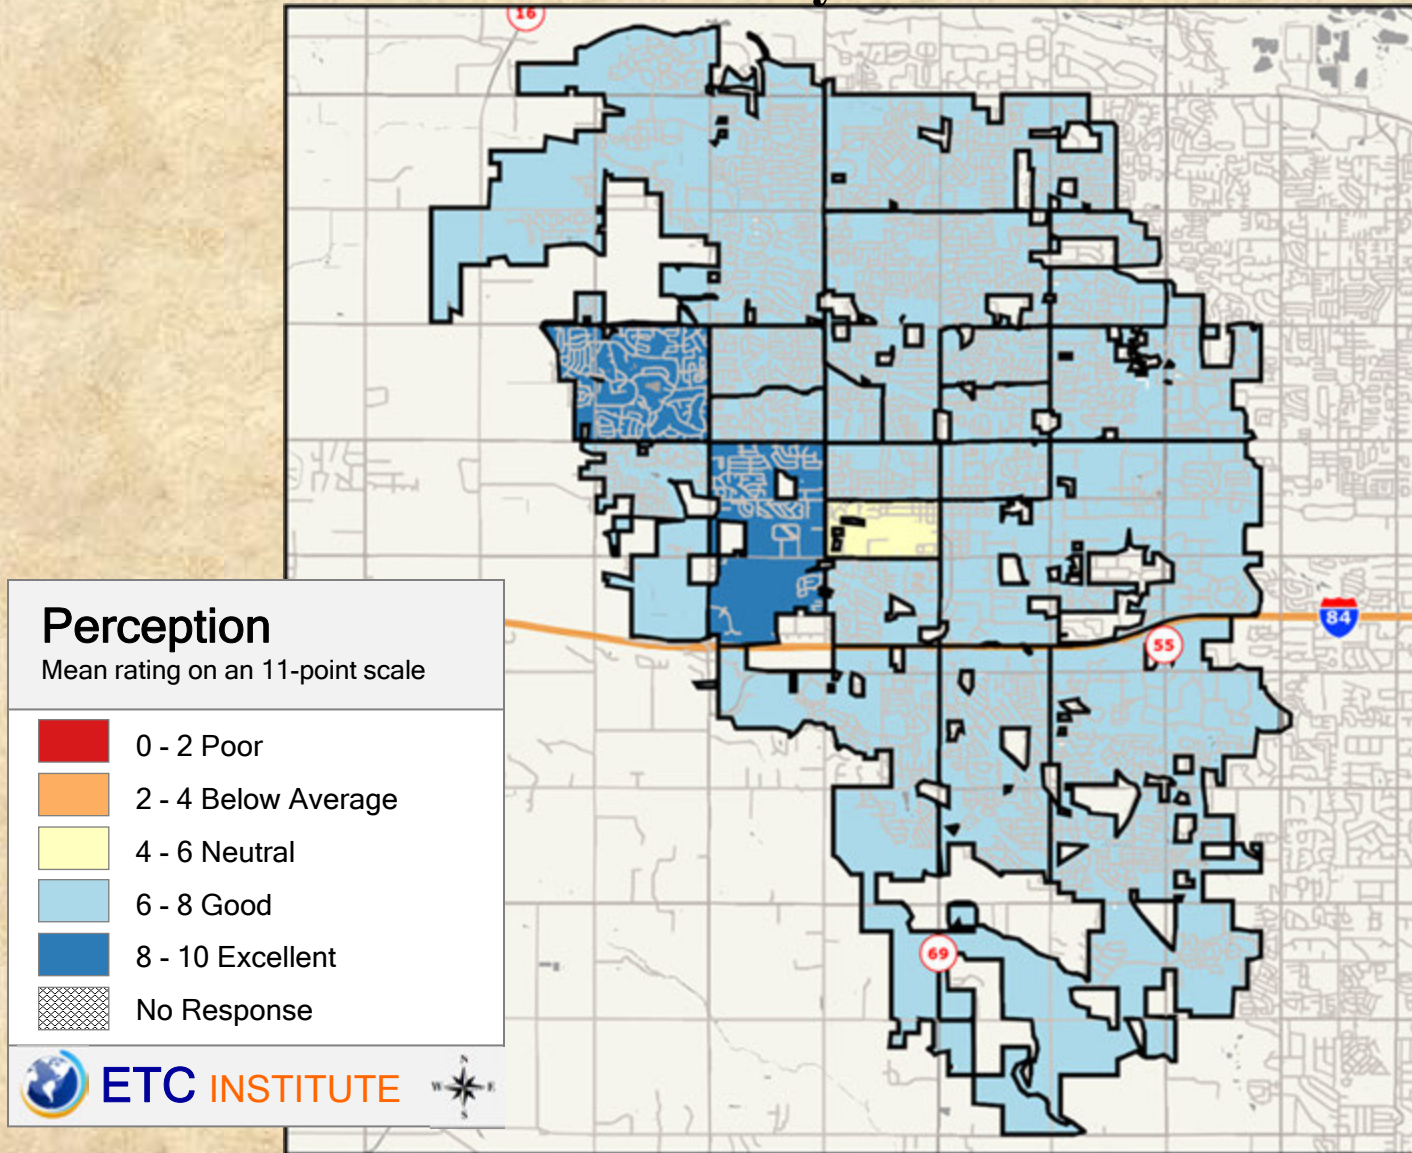 16
84
55
69
Perception
Mean rating on an 11-point scale
0 - 2 Poor
2 - 4 Below Average
4 - 6 Neutral
6 - 8 Good
8 - 10 Excellent
No Response
ETC INSTITUTE
N
W E
S